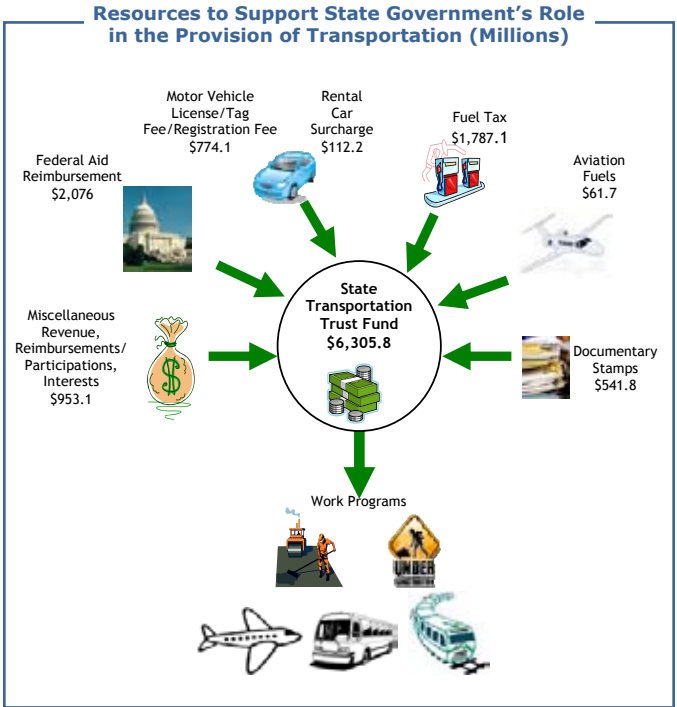 Resources to Support State Government’s Role
in the Provision of Transportation (Millions)
Motor Vehicle
License/Tag
Fee/Registration Fee
$774.1
Rental
Car
Surcharge
$112.2
Fuel Tax
$1,787.1
Federal Aid
Reimbursement
$2,076
Aviation
Fuels
$61.7
State
Transportation
Trust Fund
$6,305.8
Miscellaneous
Revenue,
Reimbursements/
Participations,
Interests
$953.1
$
Documentary
Stamps
$541.8
Work Programs
UNDER
CONSTRUCTION